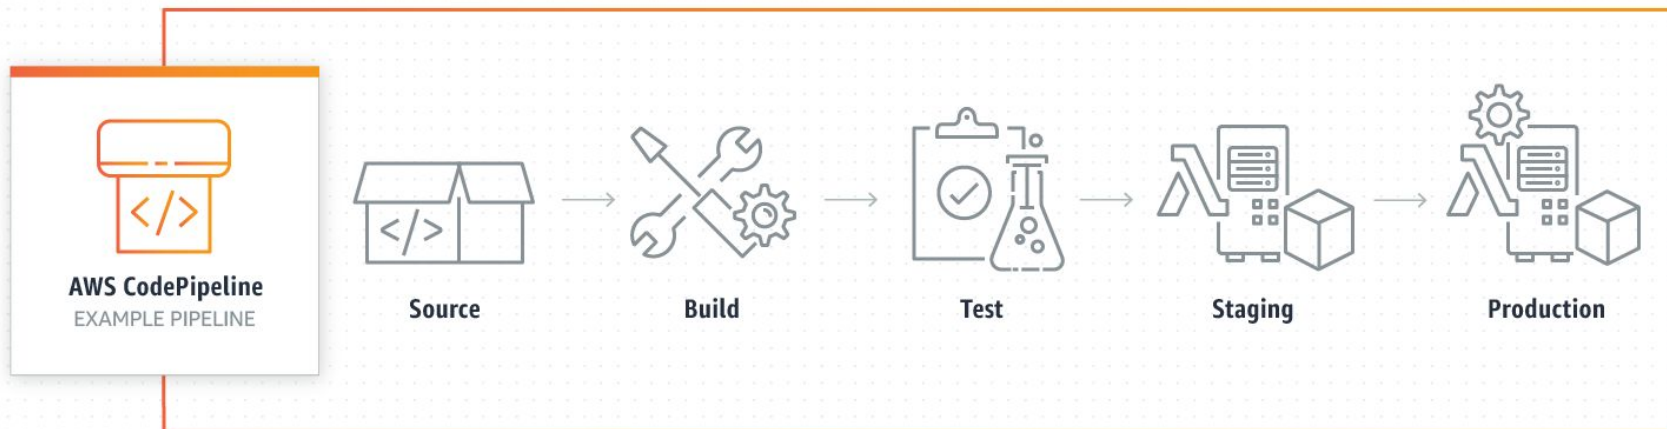 AWS CodePipeline
EXAMPLE PIPELINE
</>
</>
Source
Build
Test
Staging
Production